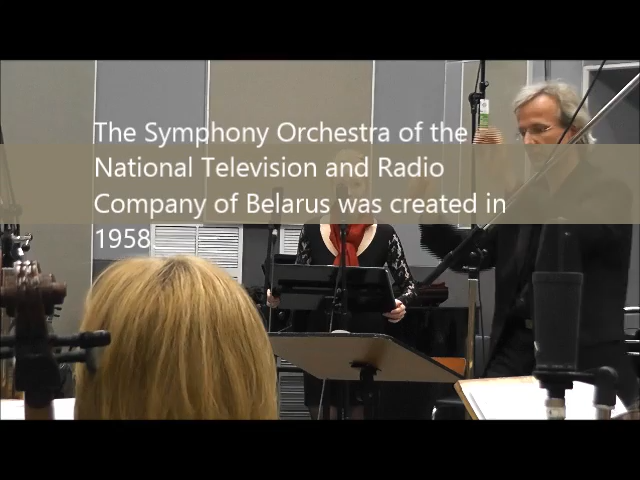 The Symphony Orchestra of the
National Television and Radio
Company of Belarus was created in
1958